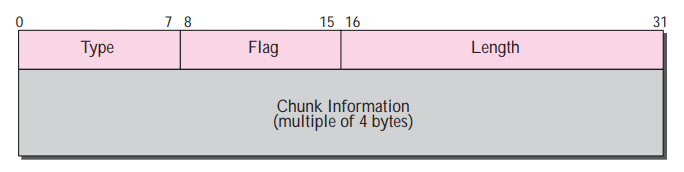 0 7 8 15 16 31
Type Flag Length
Chunk Information
(multiple of 4 bytes)